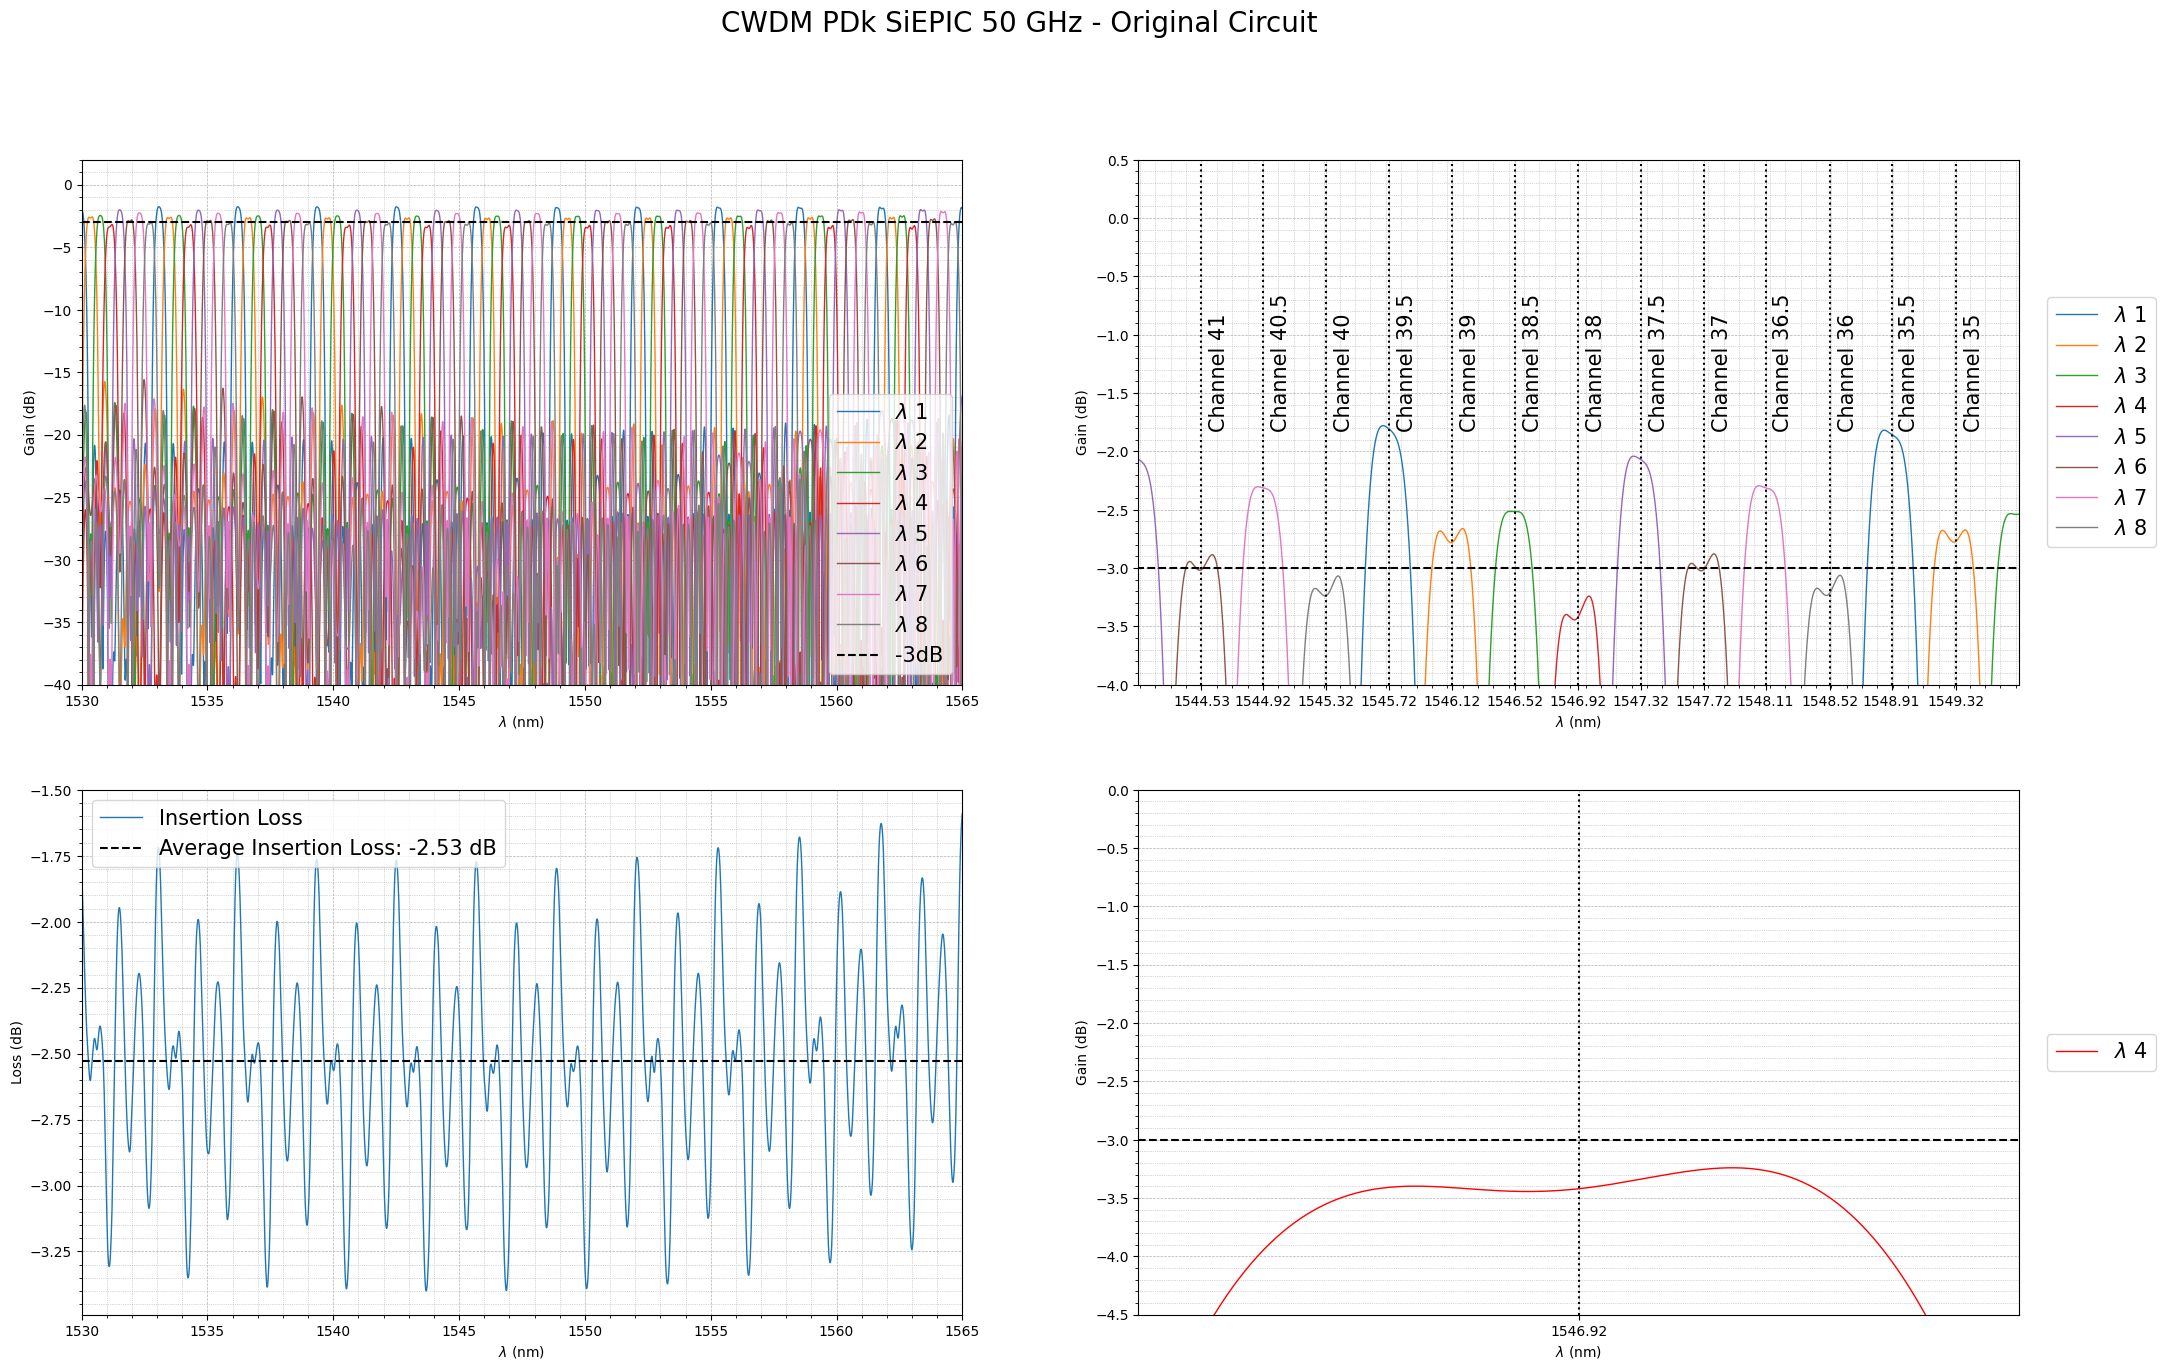 CWDM PDk SiEPIC 50 GHz - Original Circuit
Gain (dB)
0
−5
−10
−15
−20
−25
−30
−35
−40
1530
1535
1540
1545
1550
1555
1560
1565
λ (nm)
λ 1
λ 2
λ 3
λ 4
λ 5
λ 6
λ 7
λ 8
-3dB
Gain (dB)
0.5
0.0
−0.5
−1.0
−1.5
−2.0
−2.5
−3.0
−3.5
−4.0
Channel 41
Channel 40.5
Channel 40
Channel 39.5
Channel 39
Channel 38.5
Channel 38
Channel 37.5
Channel 37
Channel 36.5
Channel 36
Channel 35.5
Channel 35
1544.53
1544.92
1545.32
1545.72
1546.12
1546.52
1546.92
1547.32
1547.72
1548.11
1548.52
1548.91
1549.32
λ (nm)
λ 1
λ 2
λ 3
λ 4
λ 5
λ 6
λ 7
λ 8
Loss (dB)
−1.50
−1.75
−2.00
−2.25
−2.50
−2.75
−3.00
−3.25
Insertion Loss
Average Insertion Loss: -2.53 dB
1530
1535
1540
1545
1550
1555
1560
1565
λ (nm)
Gain (dB)
0.0
−0.5
−1.0
−1.5
−2.0
−2.5
−3.0
−3.5
−4.0
−4.5
1546.92
λ (nm)
λ 4